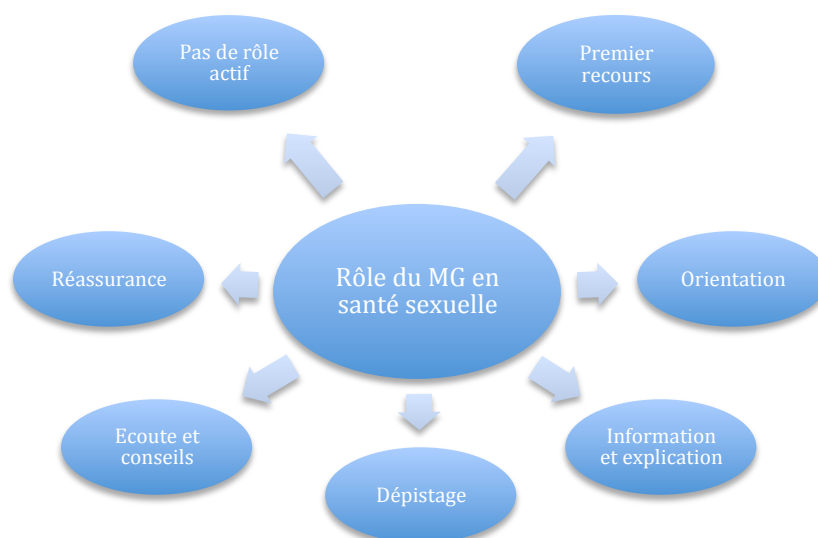 Pas de rôle
actif
Premier
recours
Réassurance
Rôle du MG en
santé sexuelle
Orientation
Ecoute et
conseils
Information
et explication
Dépistage